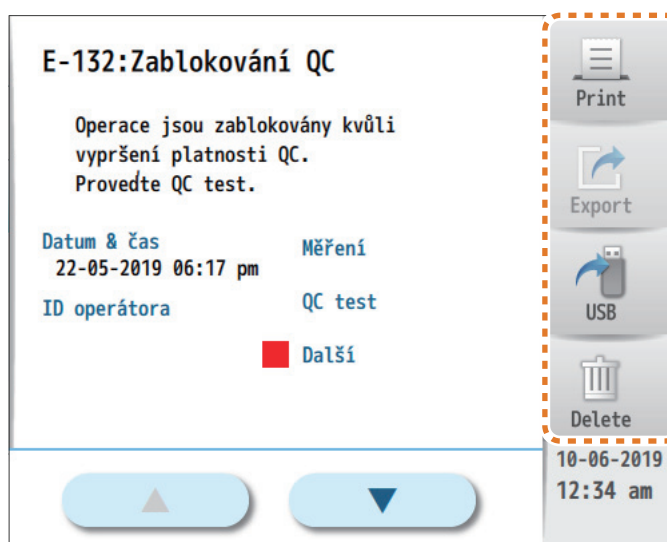 E-132:Zablokování QC
Operace jsou zablokovány kvůli
vypršení platnosti QC.
Proveďte QC test.
Datum & čas
22-05-2019 06:17 pm
ID operátora
Měření
QC test
Další
Print
Export
USB
Delete
10-06-2019
12:34 am